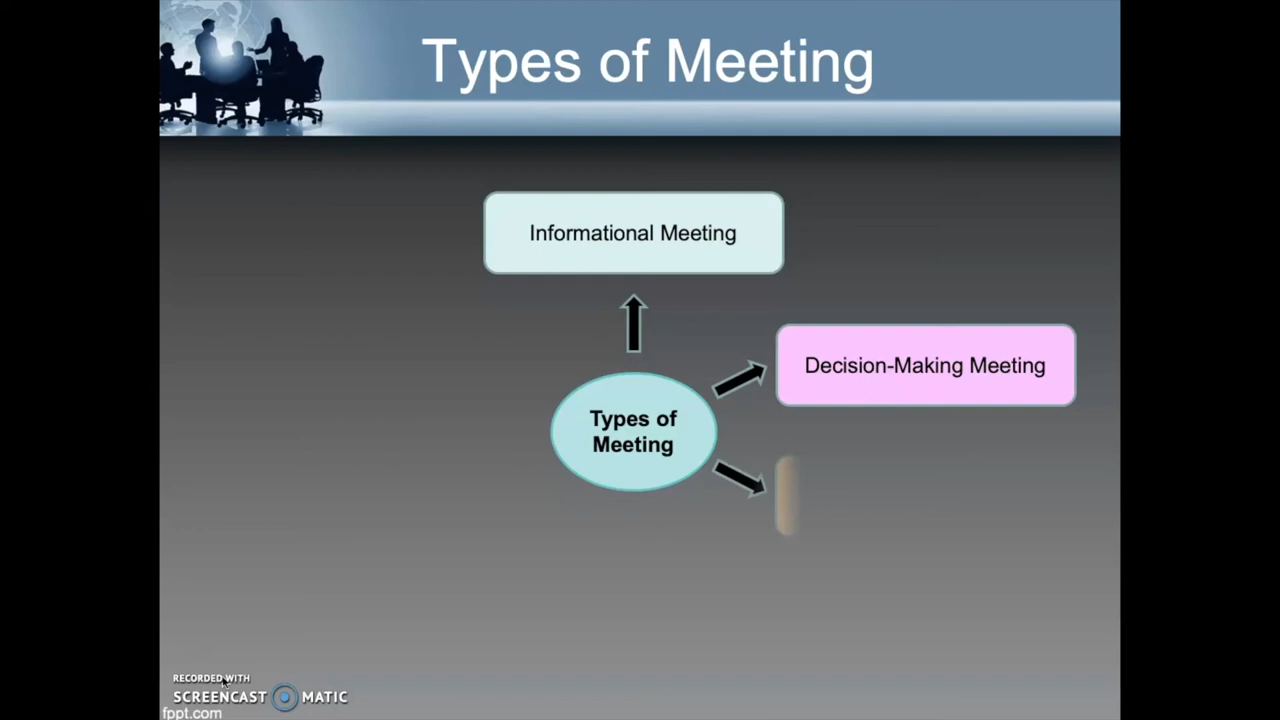 Types of Meeting
Informational Meeting
Decision-Making Meeting
Types of
Meeting
RECORDED WITH
SCREENCAST MATIC
fppt.com